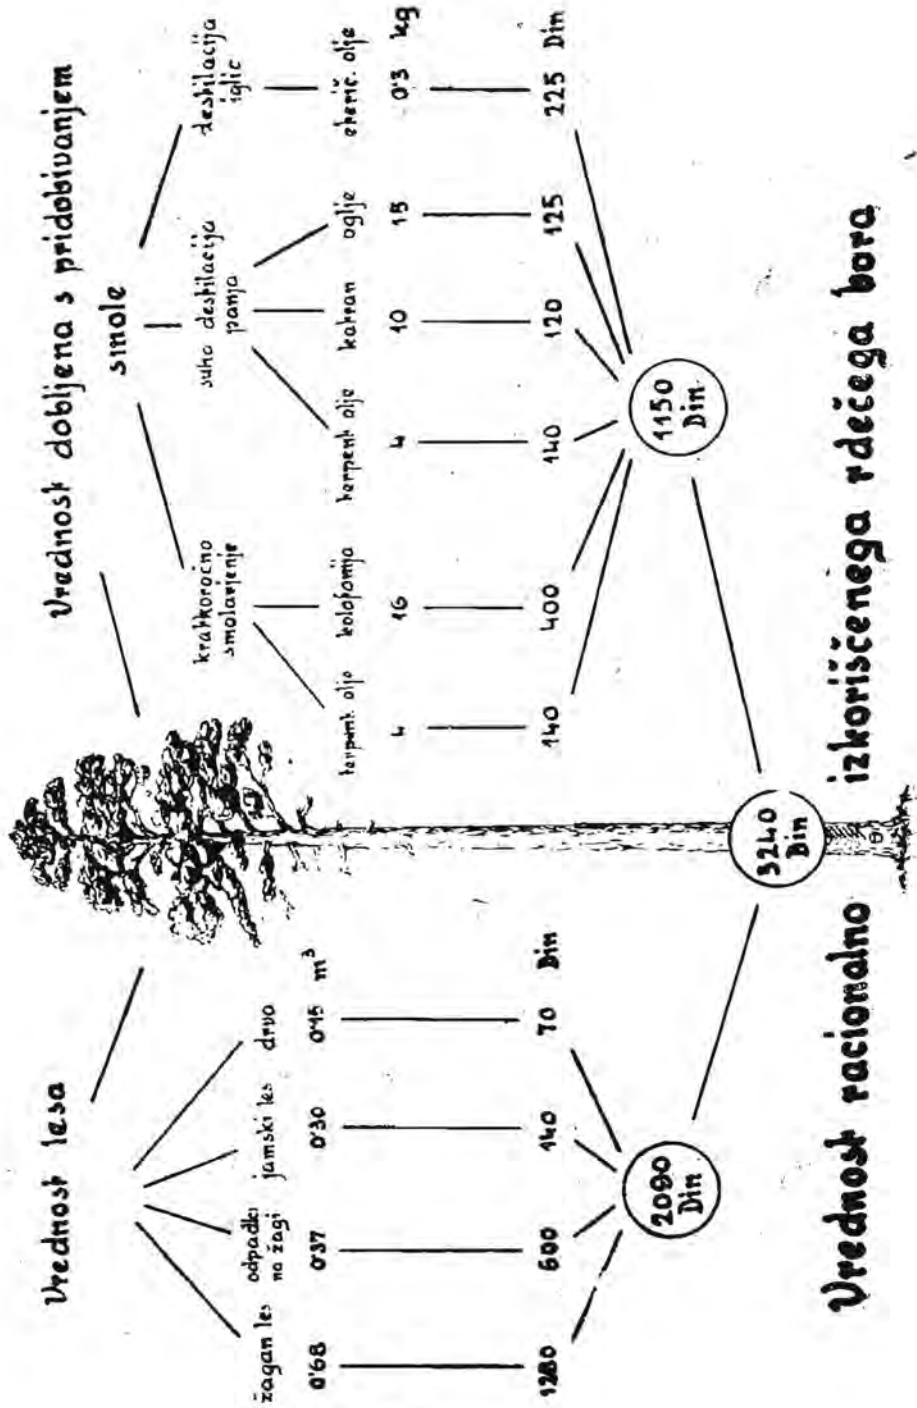 Vrednost lesa
žagan les
odpadki
na žagi
jamski les
drvo
0'68
0'37
0'30
0'15
m³
1280
600
140
70
Din
2090
Din
Vrednost dobljena s pridobivanjem
smole
kratkoročno
smolarjenje
suha destilacija
panja
destilacija
iglic
terpent. olje
kolofonija
terpent. olje
katran
oglje
eterič. olje
4
16
4
10
15
0'3
kg
140
400
140
120
125
225
Din
1150
Din
3240
Din
Vrednost racionalno izkoriščenega rdečega bora